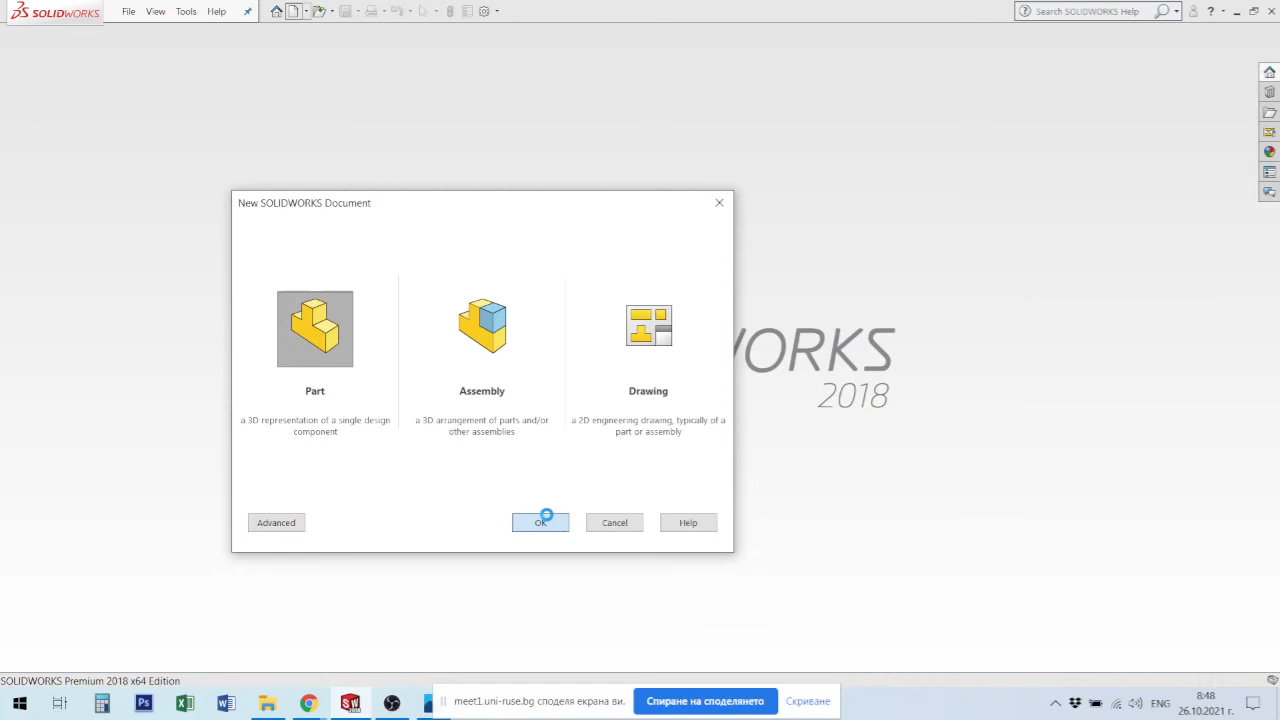 SOLIDWORKS
File View Tools Help
Search SOLIDWORKS Help
?
New SOLIDWORKS Document
WORKS
2018
Part Assembly Drawing
a 3D representation of a single design component
a 3D arrangement of parts and/or other assemblies
a 2D engineering drawing, typically of a part or assembly
Advanced OK Cancel Help
SOLIDWORKS Premium 2018 x64 Edition
meet1.uni-ruse.bg споделя екрана ви. Спиране на споделянето Скриване
ENG
8:48
26.10.2021 г.